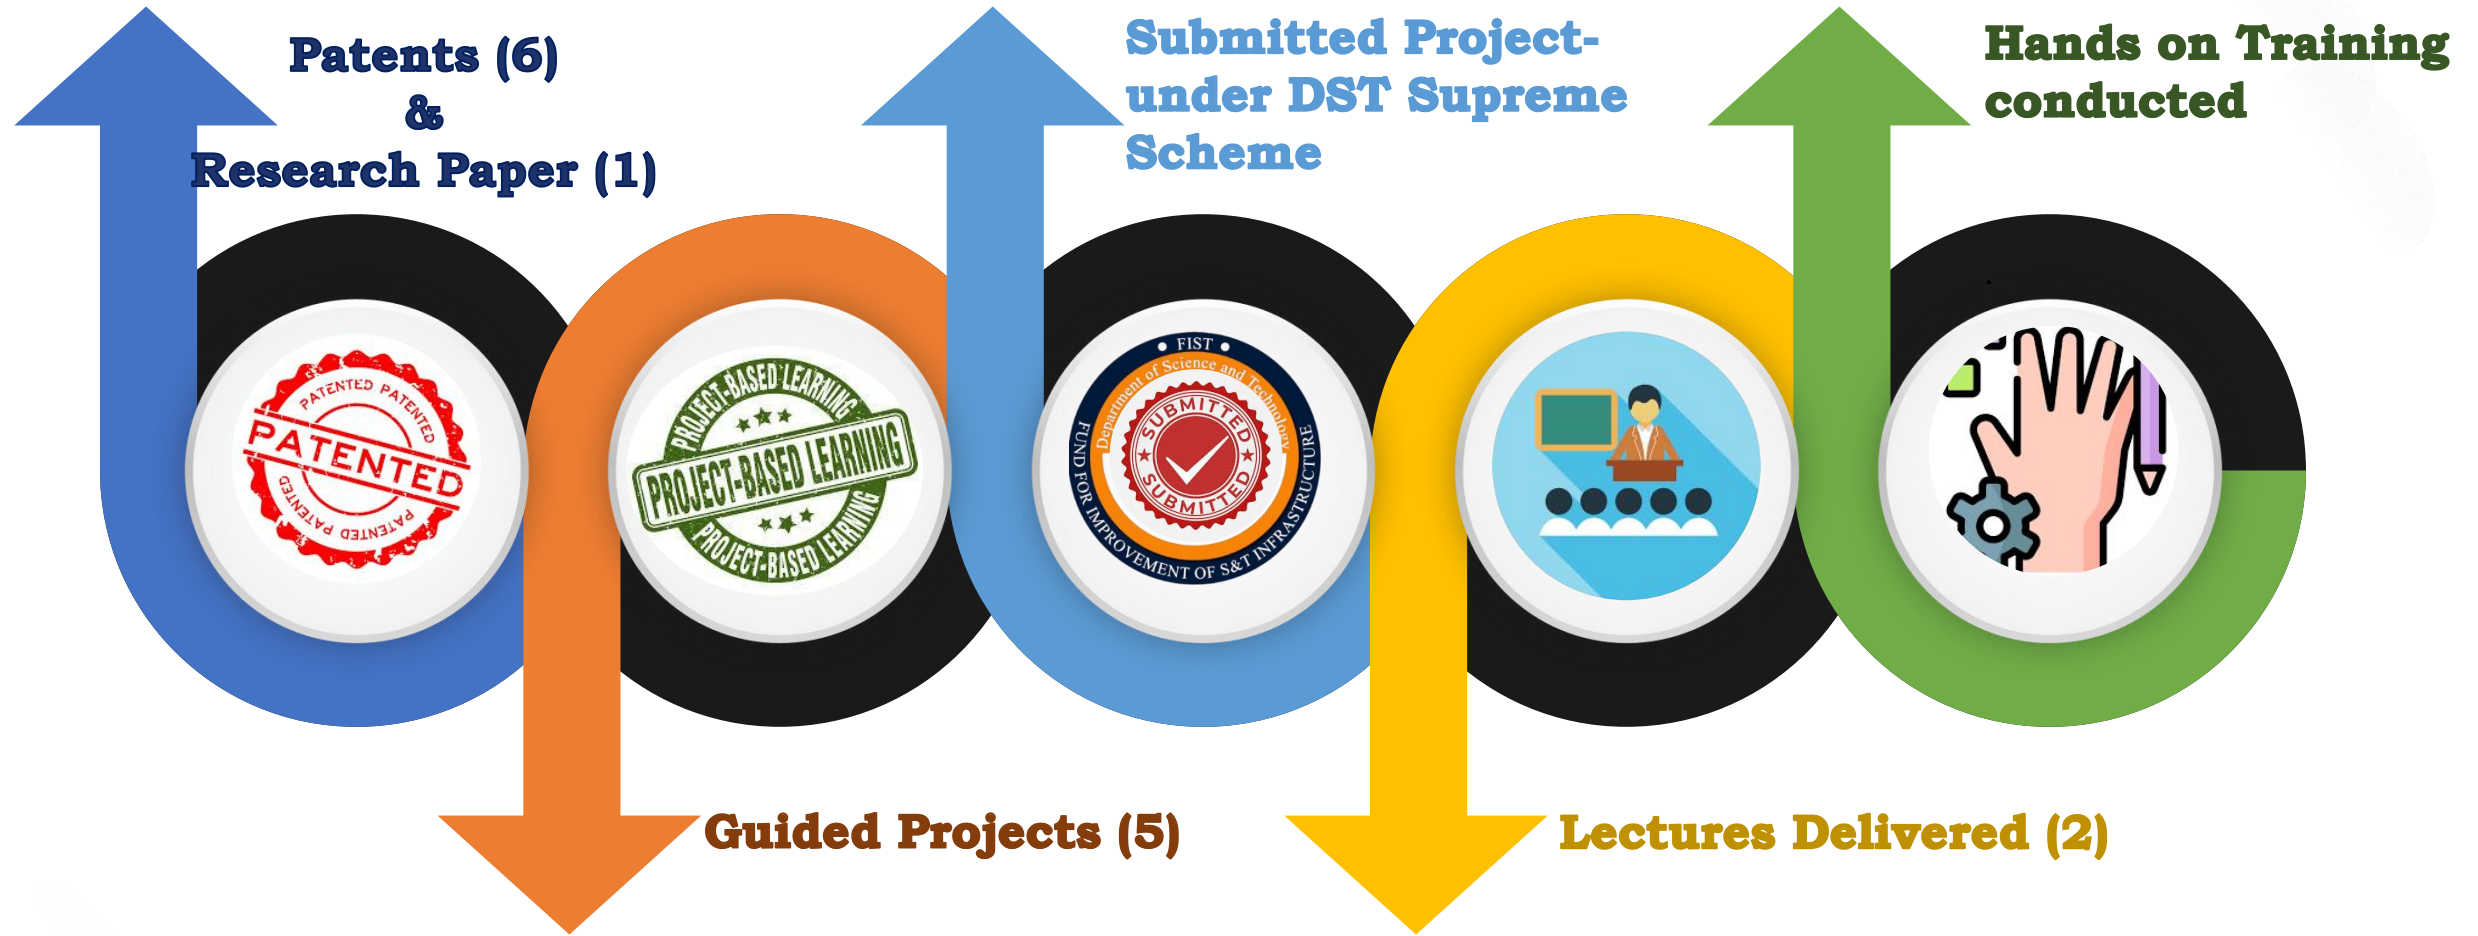 Patents (6)
&
Research Paper (1)
Submitted Project-
under DST Supreme
Scheme
Hands on Training
conducted
PATENTED PATENTED
PATENTED
PATENTED PATENTED
PROJECT-BASED LEARNING
PROJECT-BASED LEARNING
PROJECT-BASED LEARNING
• FIST •
Department of Science and Technology
SUBMITTED
SUBMITTED
FUND FOR IMPROVEMENT OF S&T INFRASTRUCTURE
Guided Projects (5)
Lectures Delivered (2)